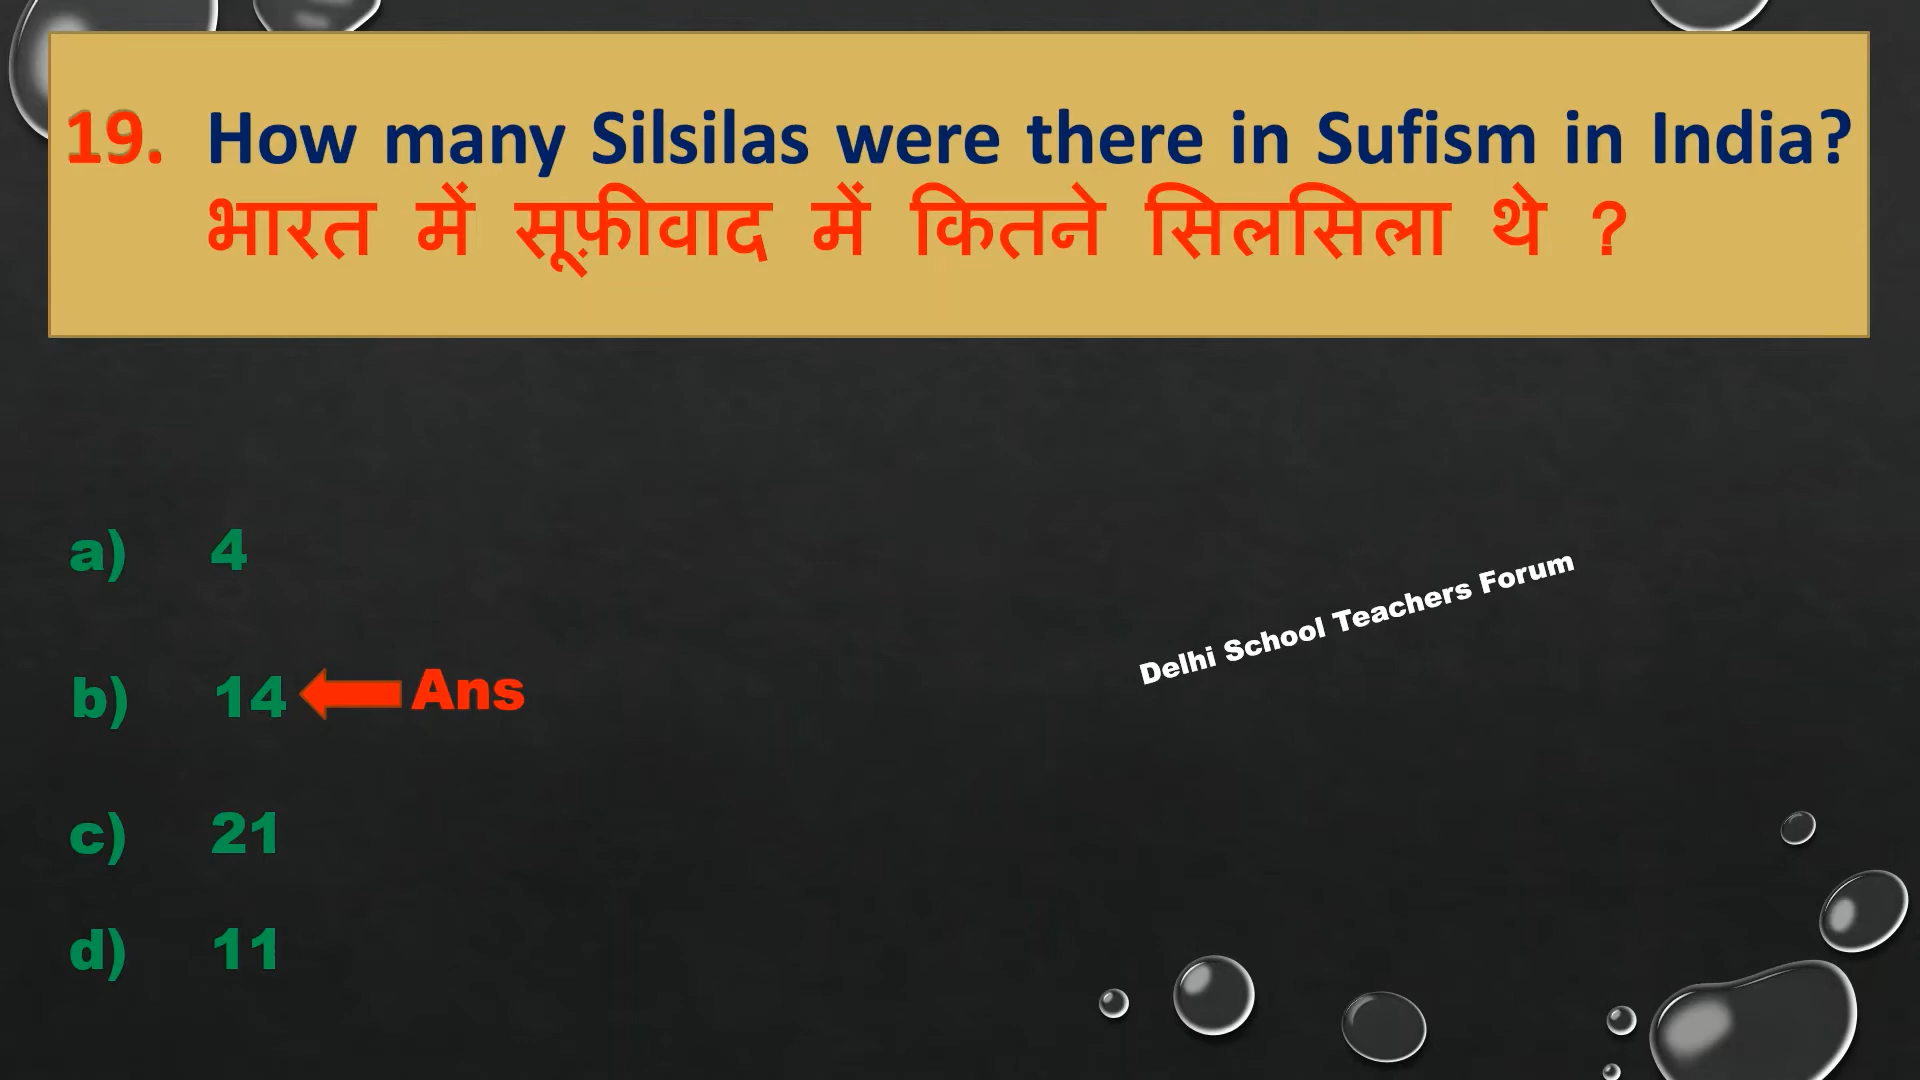 19. How many Silsilas were there in Sufism in India?
भारत में सूफ़ीवाद में कितने सिलसिला थे ?
a) 4
Delhi School Teachers Forum
b) 14 Ans
c) 21
d) 11